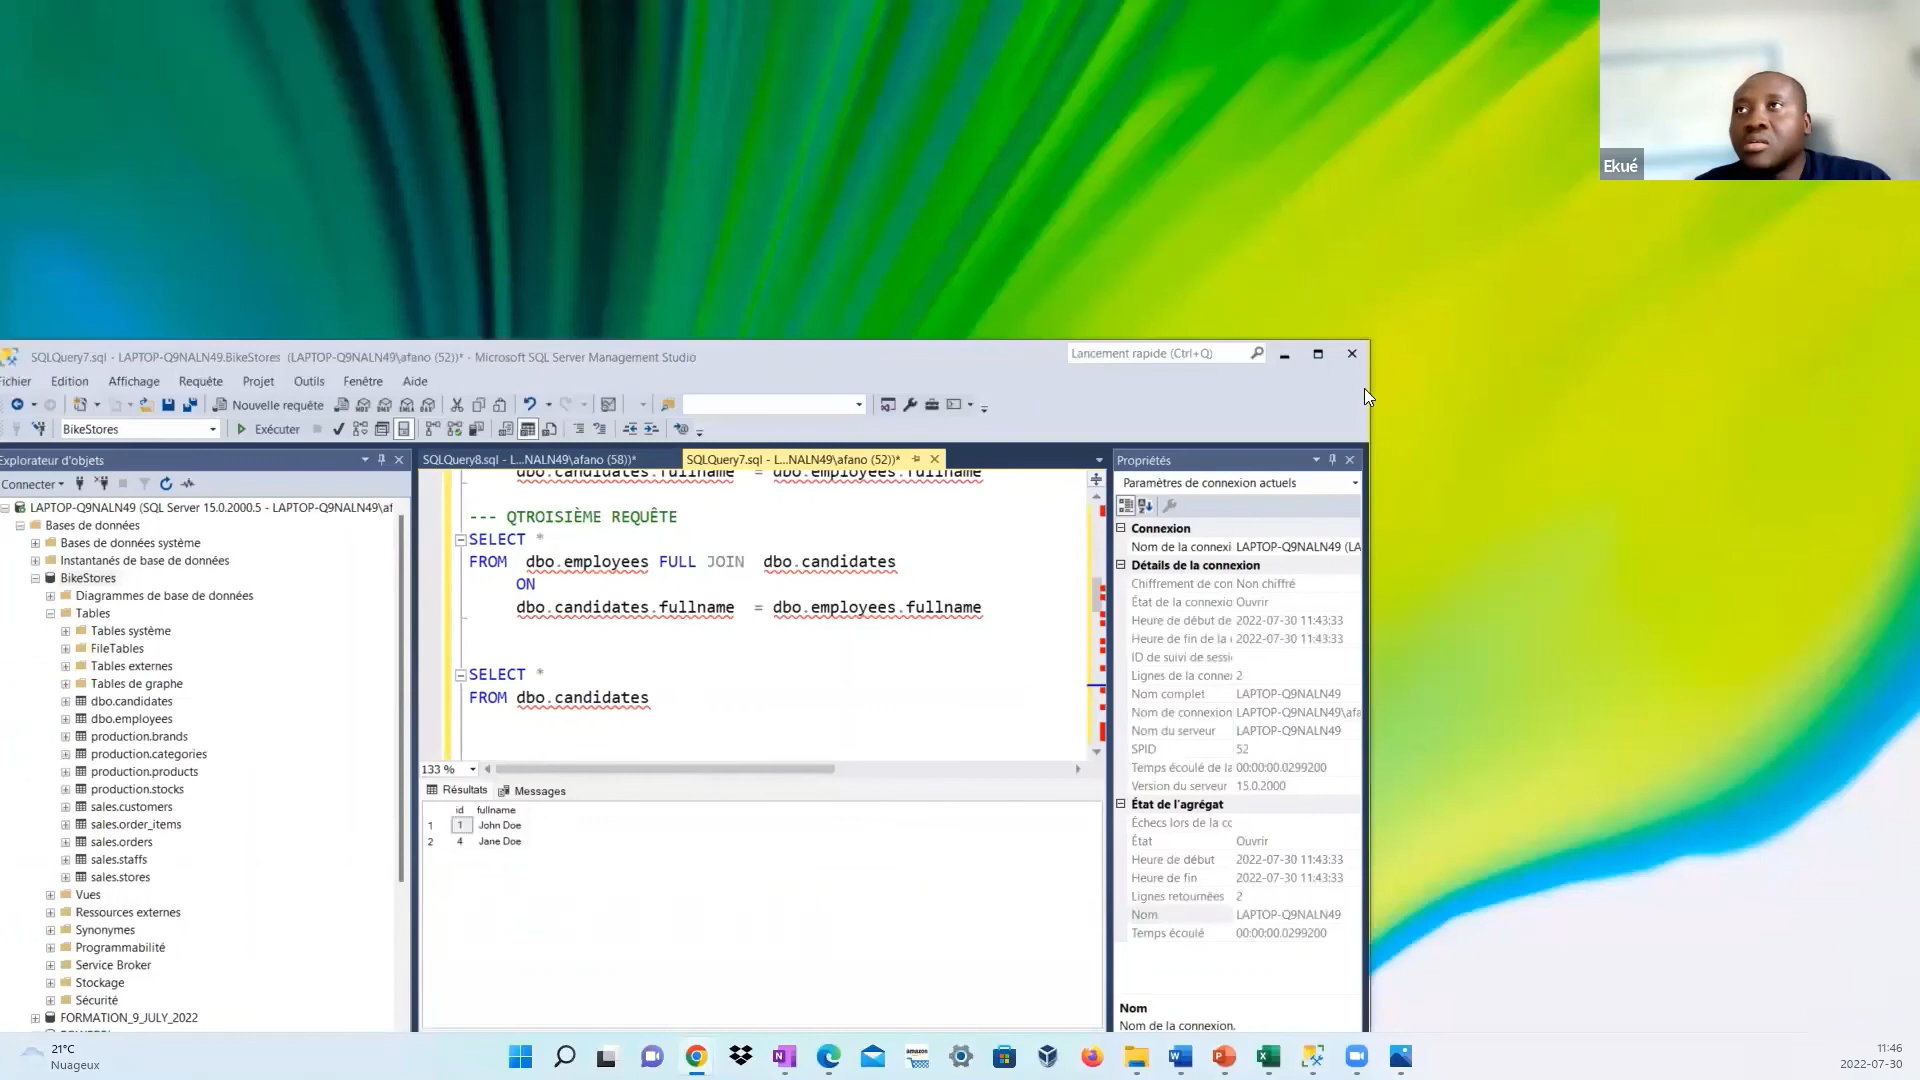 Ekué
SQLQuery7.sql - LAPTOP-Q9NALN49.BikeStores (LAPTOP-Q9NALN49\afano (52))* - Microsoft SQL Server Management Studio
Lancement rapide (Ctrl+Q)
ichier Edition Affichage Requête Projet Outils Fenêtre Aide
Nouvelle requête
BikeStores
Exécuter
Explorateur d'objets
Connecter
LAPTOP-Q9NALN49 (SQL Server 15.0.2000.5 - LAPTOP-Q9NALN49\af
Bases de données
Bases de données système
Instantanés de base de données
BikeStores
Diagrammes de base de données
Tables
Tables système
FileTables
Tables externes
Tables de graphe
dbo.candidates
dbo.employees
production.brands
production.categories
production.products
production.stocks
sales.customers
sales.order_items
sales.orders
sales.staffs
sales.stores
Vues
Ressources externes
Synonymes
Programmabilité
Service Broker
Stockage
Sécurité
FORMATION_9_JULY_2022
SQLQuery8.sql - L...NALN49\afano (58))*
SQLQuery7.sql - L...NALN49\afano (52))*
dbo.candidates.fullname = dbo.employees.fullname
--- QTROISIÈME REQUÊTE
SELECT *
FROM dbo.employees FULL JOIN dbo.candidates
ON
dbo.candidates.fullname = dbo.employees.fullname
SELECT *
FROM dbo.candidates
133 %
Résultats Messages
id fullname
1 1 John Doe
2 4 Jane Doe
Propriétés
Paramètres de connexion actuels
Connexion
Nom de la connexi LAPTOP-Q9NALN49 (LA
Détails de la connexion
Chiffrement de con Non chiffré
État de la connexio Ouvrir
Heure de début de 2022-07-30 11:43:33
Heure de fin de la 2022-07-30 11:43:33
ID de suivi de sessi
Lignes de la connex 2
Nom complet LAPTOP-Q9NALN49
Nom de connexion LAPTOP-Q9NALN49\afa
Nom du serveur LAPTOP-Q9NALN49
SPID 52
Temps écoulé de la 00:00:00.0299200
Version du serveur 15.0.2000
État de l'agrégat
Échecs lors de la cc
État Ouvrir
Heure de début 2022-07-30 11:43:33
Heure de fin 2022-07-30 11:43:33
Lignes retournées 2
Nom LAPTOP-Q9NALN49
Temps écoulé 00:00:00.0299200
Nom
Nom de la connexion.
21°C
Nuageux
amazon
11:46
2022-07-30